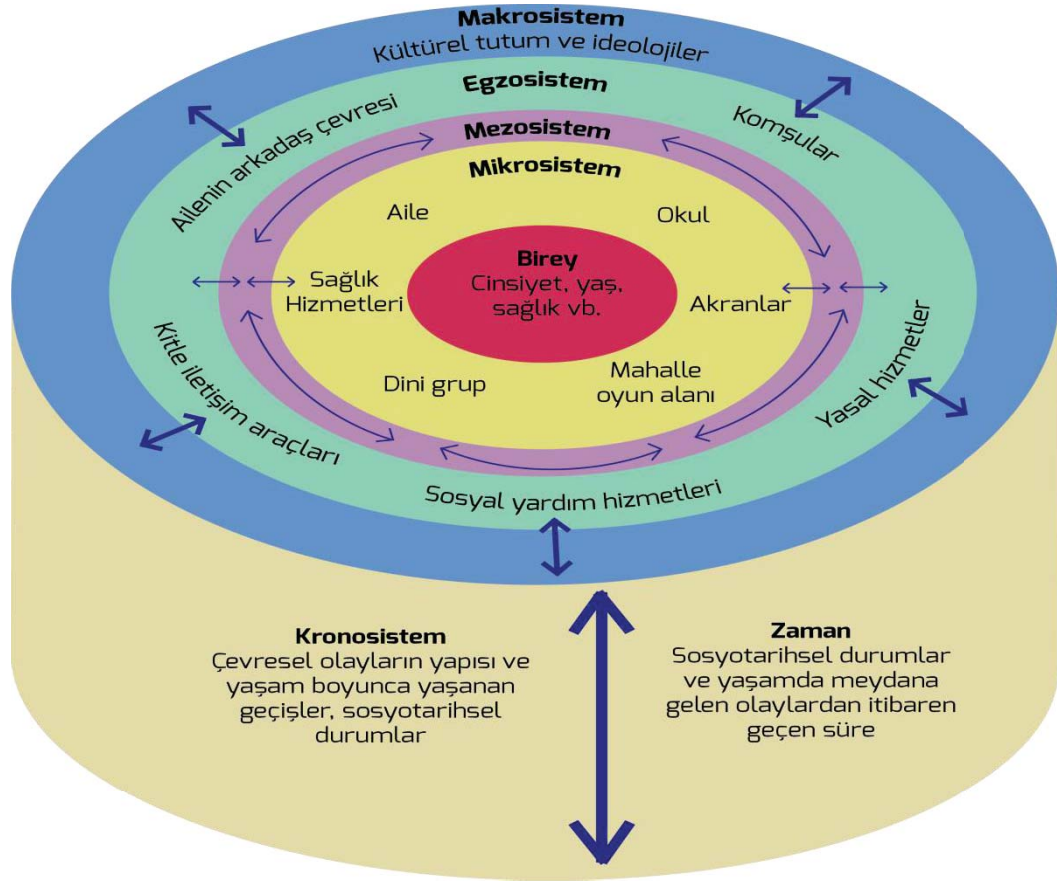 Makrosistem
Kültürel tutum ve ideolojiler
Egzosistem
Ailenin arkadaş çevresi
Komşular
Mezosistem
Mikrosistem
Aile
Okul
Birey
Cinsiyet, yaş,
sağlık vb.
Sağlık
Hizmetleri
Akranlar
Dini grup
Mahalle
oyun alanı
Kitle iletişim araçları
Yasal hizmetler
Sosyal yardım hizmetleri
Kronosistem
Çevresel olayların yapısı ve
yaşam boyunca yaşanan
geçişler, sosyotarihsel
durumlar
Zaman
Sosyotarihsel durumlar
ve yaşamda meydana
gelen olaylardan itibaren
geçen süre